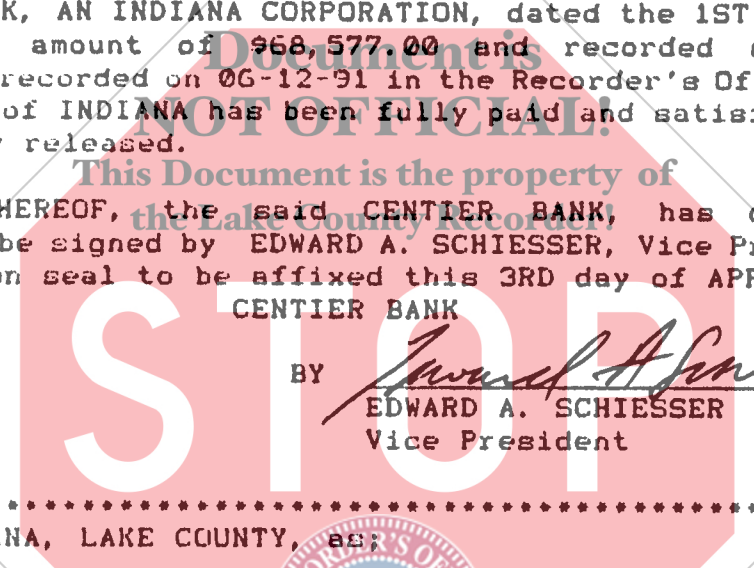 K, AN INDIANA CORPORATION, dated the 1ST
amount of $68,577.00 and recorded
recorded on 06-12-91 in the Recorder's Of
of INDIANA has been fully paid and satis
released.
HEREOF, the said CENTIER BANK, has
be signed by EDWARD A. SCHIESSER, Vice P
on seal to be affixed this 3RD day of AP
CENTIER BANK
BY Edward A
EDWARD A. SCHIESSER
Vice President
************************************
NA, LAKE COUNTY, ss:
Document is
NOT OFFICIAL!
This Document is the property of
the Lake County Recorder!
STOP